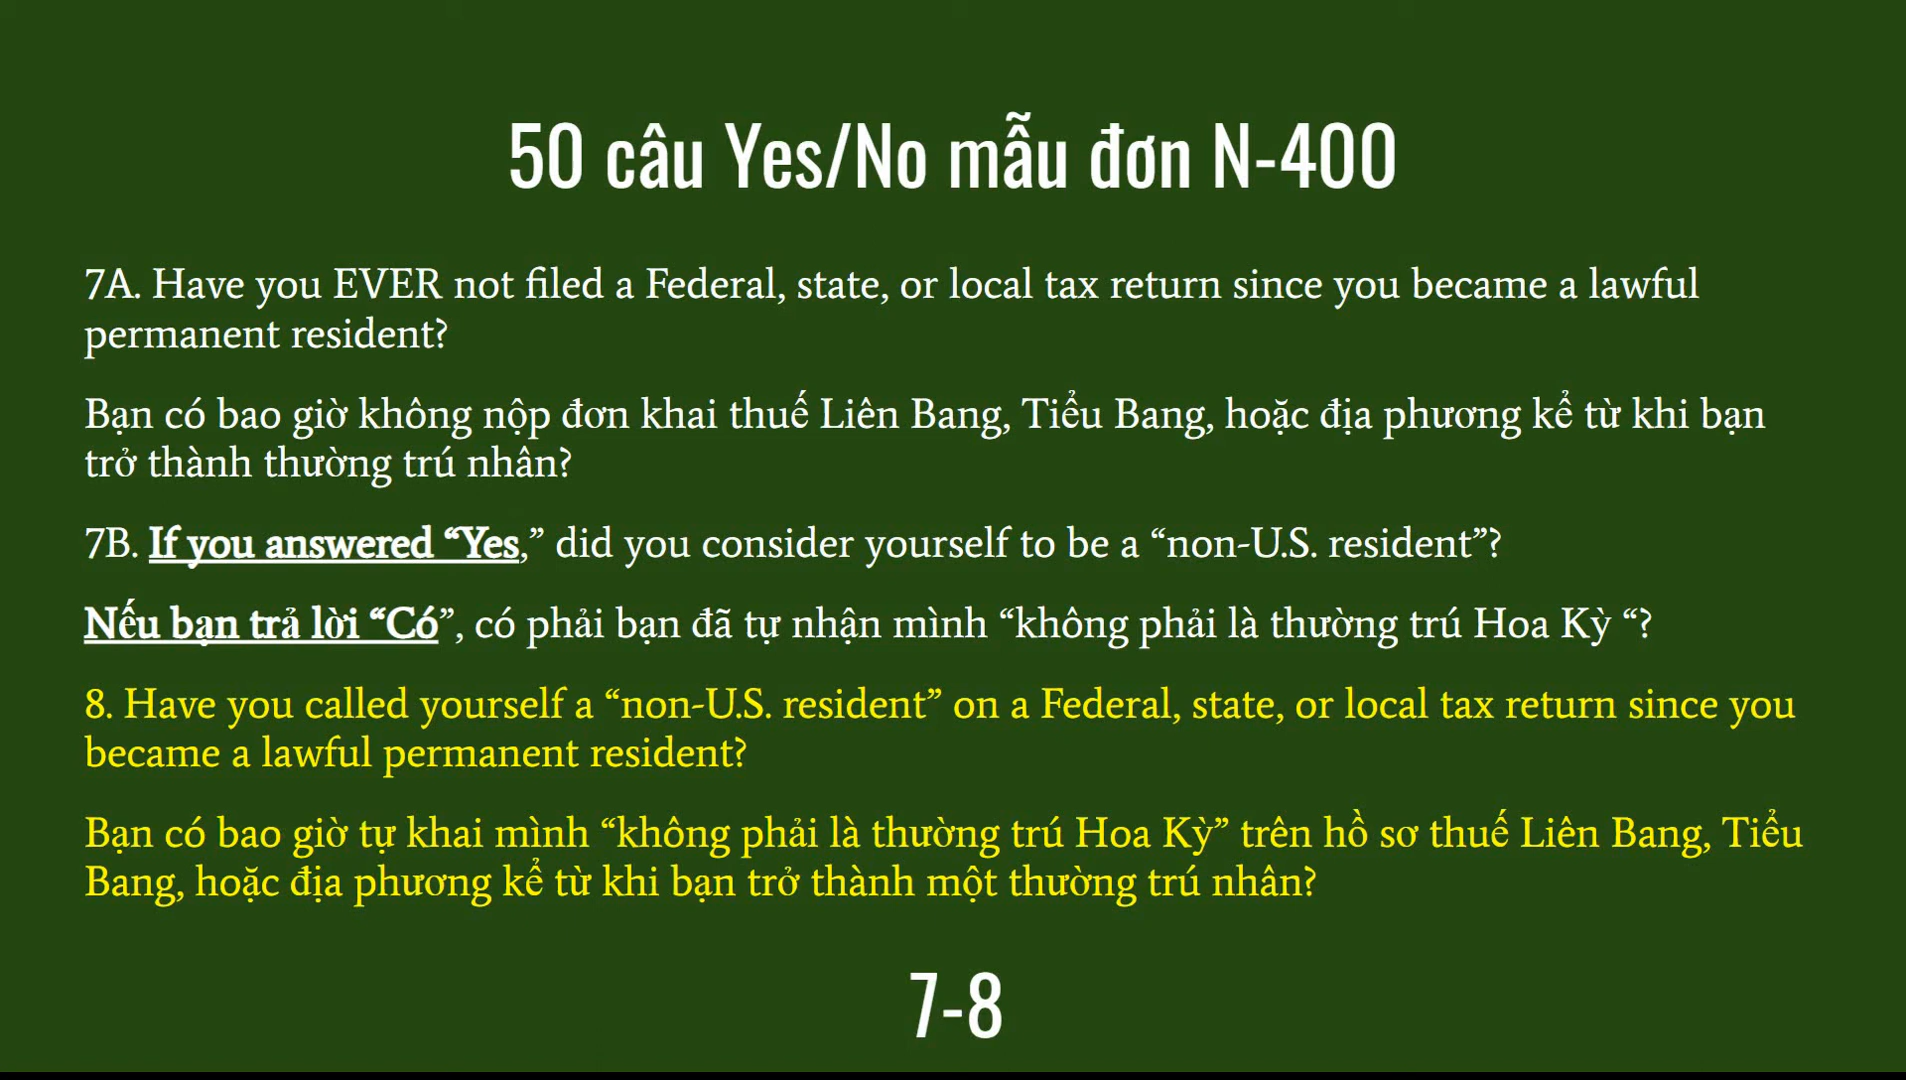 50 câu Yes/No mẫu đơn N-400
7A. Have you EVER not filed a Federal, state, or local tax return since you became a lawful
permanent resident?
Bạn có bao giờ không nộp đơn khai thuế Liên Bang, Tiểu Bang, hoặc địa phương kể từ khi bạn
trở thành thường trú nhân?
7B. If you answered “Yes,” did you consider yourself to be a “non-U.S. resident”?
Nếu bạn trả lời “Có”, có phải bạn đã tự nhận mình “không phải là thường trú Hoa Kỳ “?
8. Have you called yourself a “non-U.S. resident” on a Federal, state, or local tax return since you
became a lawful permanent resident?
Bạn có bao giờ tự khai mình “không phải là thường trú Hoa Kỳ” trên hồ sơ thuế Liên Bang, Tiểu
Bang, hoặc địa phương kể từ khi bạn trở thành một thường trú nhân?
7-8